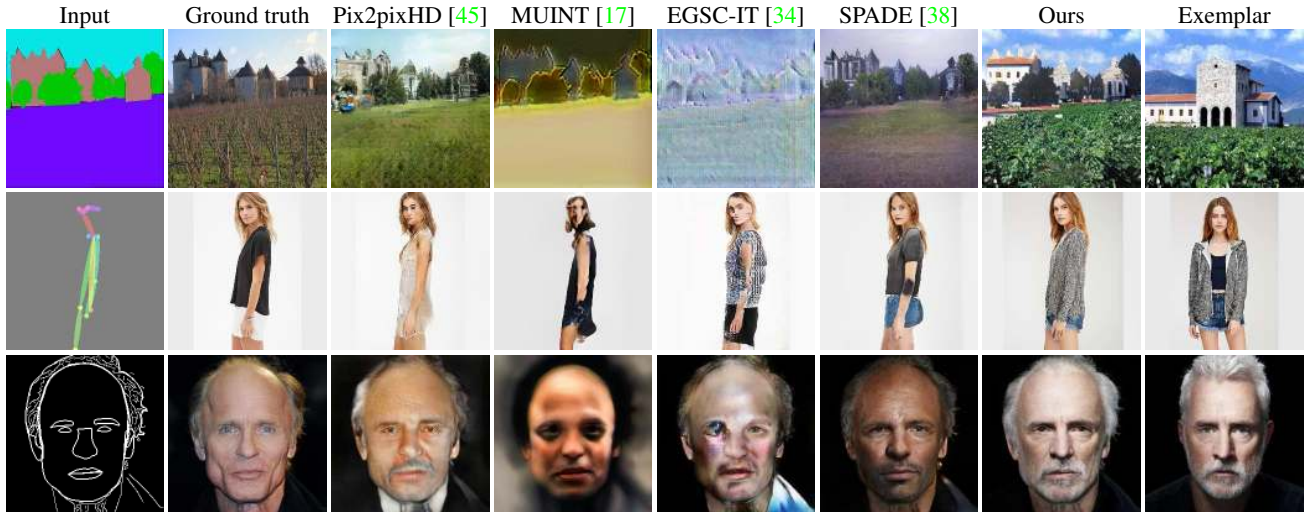 Input Ground truth Pix2pixHD [45] MUINT [17] EGSC-IT [34] SPADE [38] Ours Exemplar